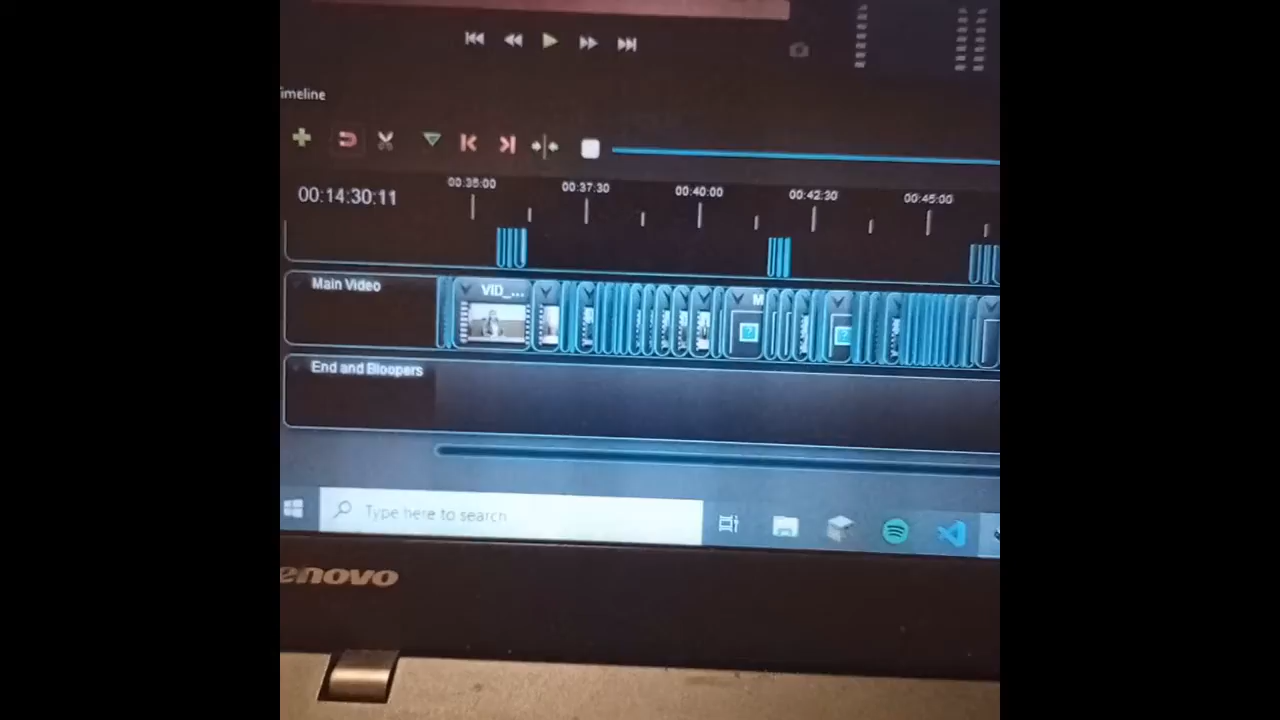 imeline
00:14:30:11
00:35:00 00:37:30 00:40:00 00:42:30 00:45:00
Main Video
VID_... M
End and Bloopers
Type here to search
enovo